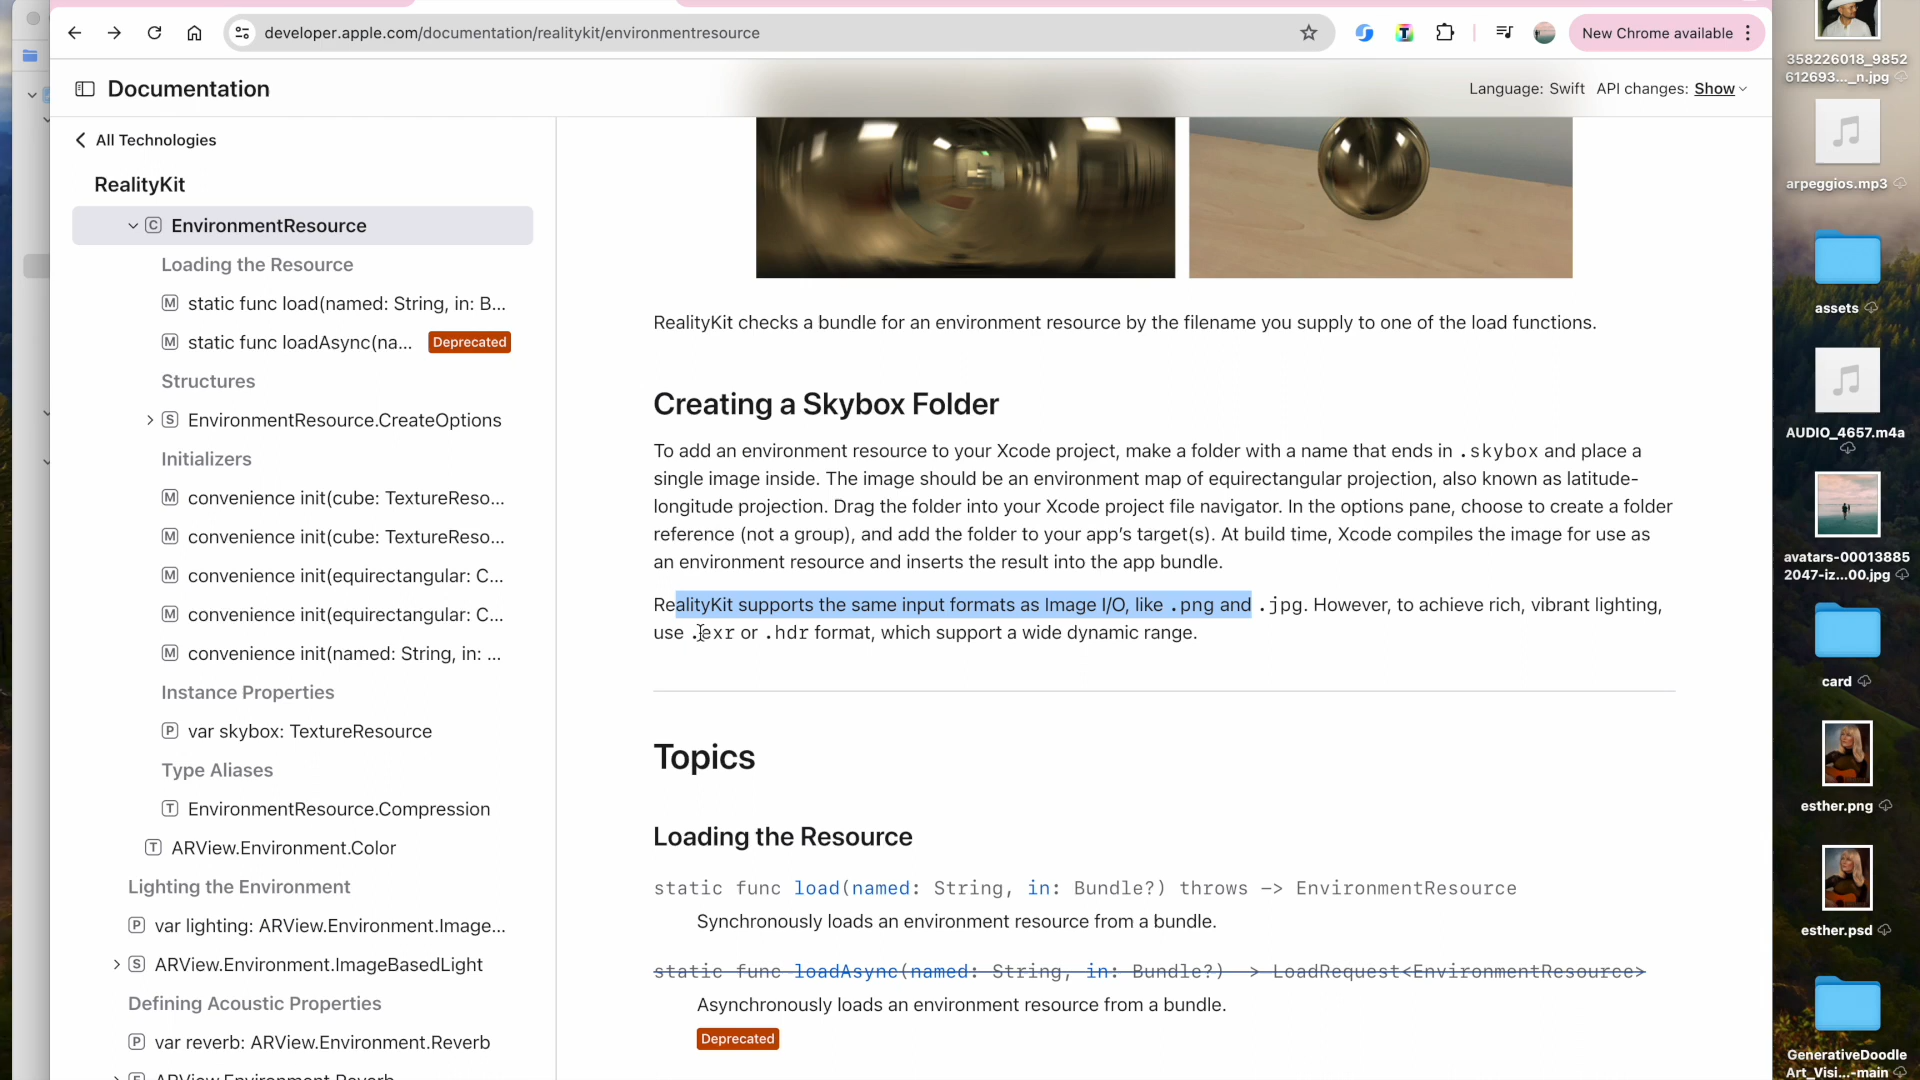 developer.apple.com/documentation/realitykit/environmentresource
New Chrome available
Documentation
Language: Swift API changes: Show
All Technologies
RealityKit
EnvironmentResource
Loading the Resource
static func load(named: String, in: B...
static func loadAsync(na... Deprecated
Structures
EnvironmentResource.CreateOptions
Initializers
convenience init(cube: TextureReso...
convenience init(cube: TextureReso...
convenience init(equirectangular: C...
convenience init(equirectangular: C...
convenience init(named: String, in: ...
Instance Properties
var skybox: TextureResource
Type Aliases
EnvironmentResource.Compression
ARView.Environment.Color
Lighting the Environment
var lighting: ARView.Environment.Image...
ARView.Environment.ImageBasedLight
Defining Acoustic Properties
var reverb: ARView.Environment.Reverb
ARView.Environment.Reverb
RealityKit checks a bundle for an environment resource by the filename you supply to one of the load functions.
Creating a Skybox Folder
To add an environment resource to your Xcode project, make a folder with a name that ends in .skybox and place a
single image inside. The image should be an environment map of equirectangular projection, also known as latitude-
longitude projection. Drag the folder into your Xcode project file navigator. In the options pane, choose to create a folder
reference (not a group), and add the folder to your app's target(s). At build time, Xcode compiles the image for use as
an environment resource and inserts the result into the app bundle.
RealityKit supports the same input formats as Image I/O, like .png and .jpg. However, to achieve rich, vibrant lighting,
use .exr or .hdr format, which support a wide dynamic range.
Topics
Loading the Resource
static func load(named: String, in: Bundle?) throws -> EnvironmentResource
Synchronously loads an environment resource from a bundle.
static func loadAsync(named: String, in: Bundle?) -> LoadRequest<EnvironmentResource>
Asynchronously loads an environment resource from a bundle.
Deprecated
358226018_9852
612693..._n.jpg
arpeggios.mp3
assets
AUDIO_4657.m4a
avatars-00013885
2047-iz...00.jpg
card
esther.png
esther.psd
GenerativeDoodle
Art_Visi...-main